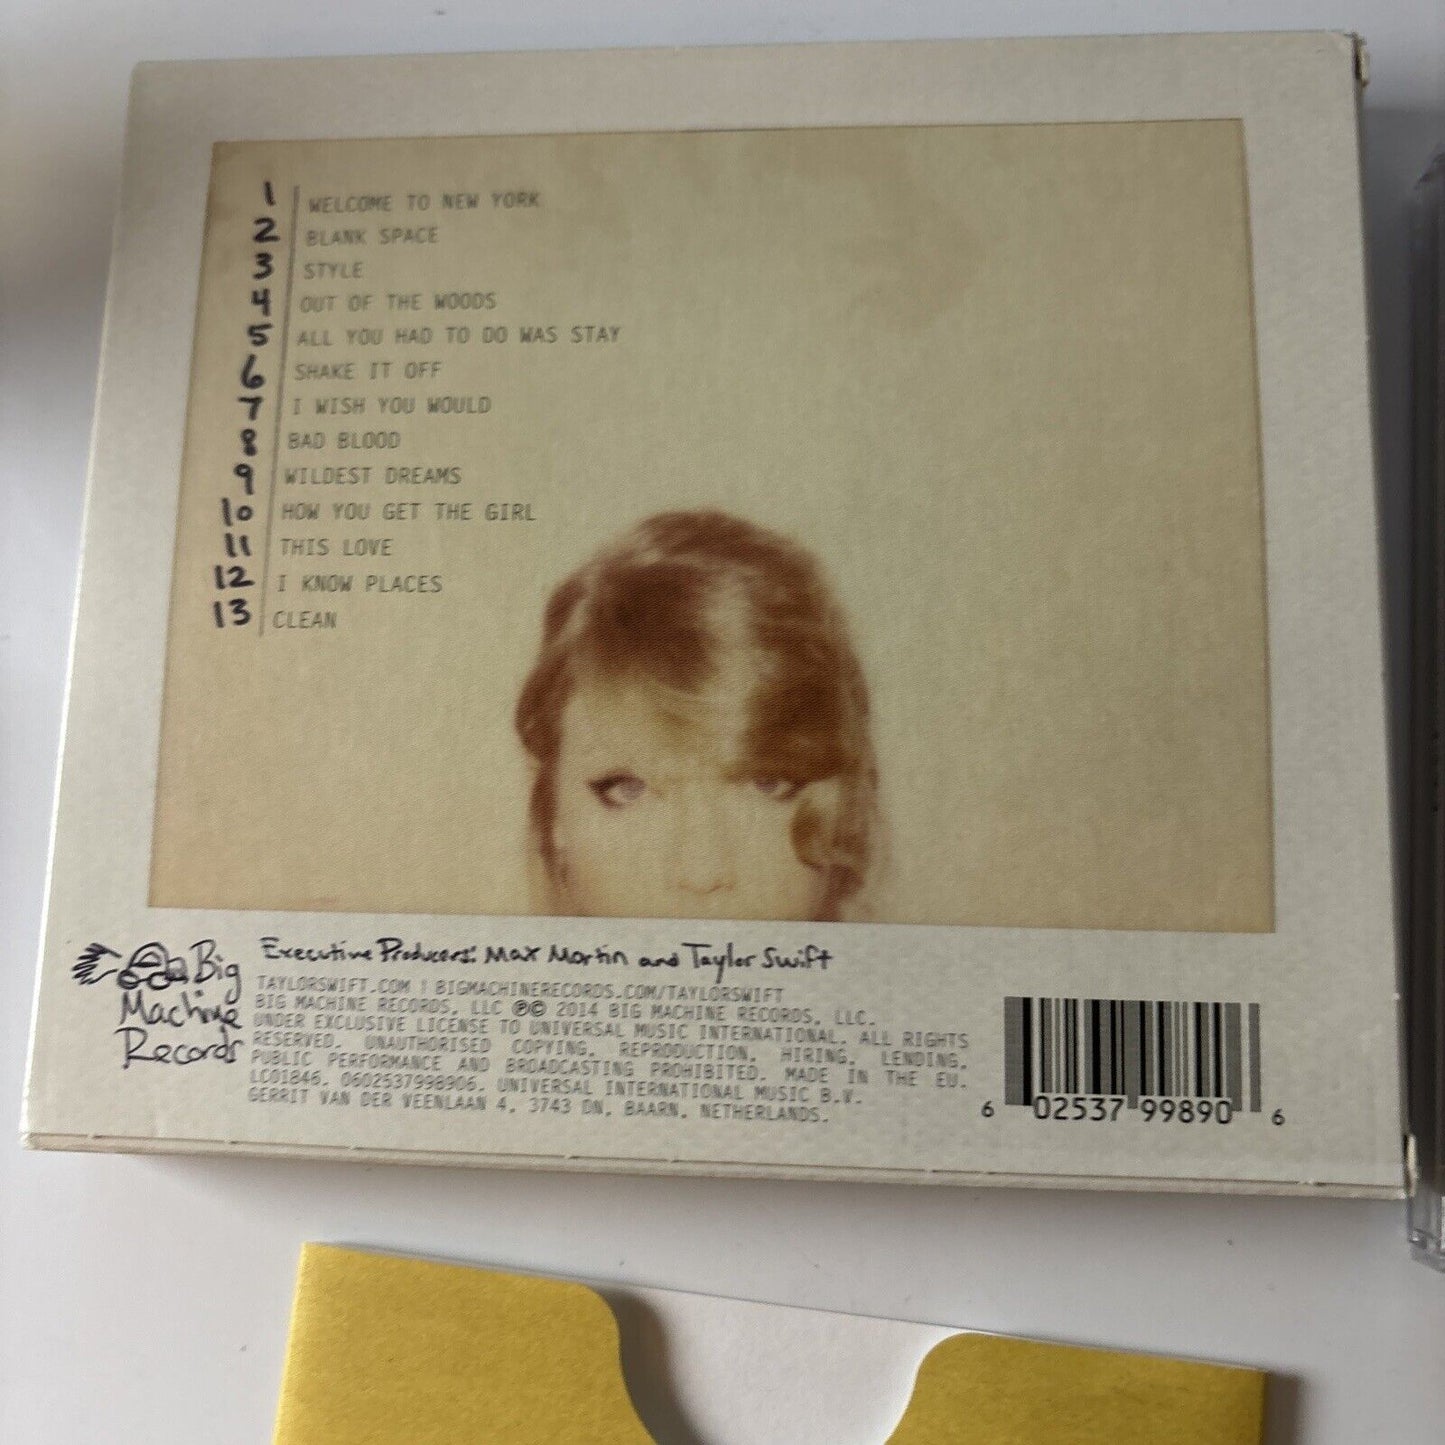 1 WELCOME TO NEW YORK
2 BLANK SPACE
3 STYLE
4 OUT OF THE WOODS
5 ALL YOU HAD TO DO WAS STAY
6 SHAKE IT OFF
7 I WISH YOU WOULD
8 BAD BLOOD
9 WILDEST DREAMS
10 HOW YOU GET THE GIRL
11 THIS LOVE
12 I KNOW PLACES
13 CLEAN
Big
Machine
Records
Executive Producers: Max Martin and Taylor Swift
TAYLORSWIFT.COM | BIGMACHINERECORDS.COM/TAYLORSWIFT
BIG MACHINE RECORDS, LLC ℗© 2014 BIG MACHINE RECORDS, LLC.
UNDER EXCLUSIVE LICENSE TO UNIVERSAL MUSIC INTERNATIONAL. ALL RIGHTS
RESERVED. UNAUTHORISED COPYING, REPRODUCTION, HIRING, LENDING,
PUBLIC PERFORMANCE AND BROADCASTING PROHIBITED. MADE IN THE EU.
LC01846. 0602537998906. UNIVERSAL INTERNATIONAL MUSIC B.V.
GERRIT VAN DER VEENLAAN 4, 3743 DN, BAARN, NETHERLANDS.
6 02537 99890 6